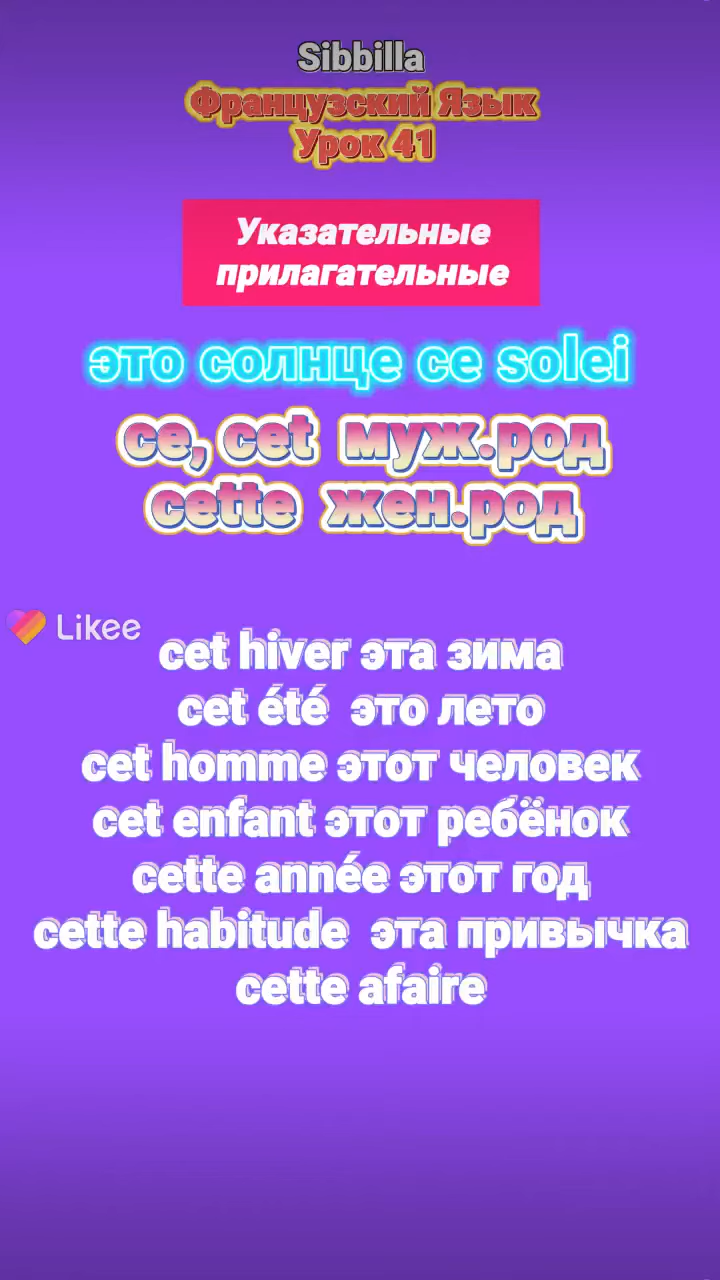 Sibbilla
Французский Язык
Урок 41
Указательные
прилагательные
это солнце ce solei
ce, cet муж.род
cette жен.род
Likee
cet hiver эта зима
cet été это лето
cet homme этот человек
cet enfant этот ребёнок
cette année этот год
cette habitude эта привычка
cette afaire